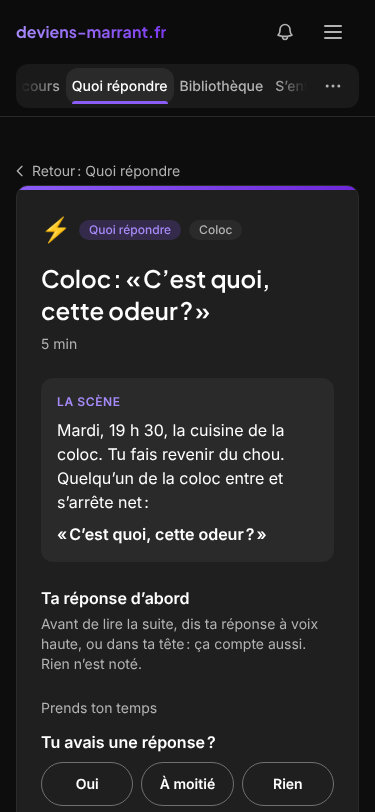 deviens-marrant.fr
cours Quoi répondre Bibliothèque S'en
Retour : Quoi répondre
Quoi répondre Coloc
Coloc : « C’est quoi,
cette odeur ? »
5 min
LA SCÈNE
Mardi, 19 h 30, la cuisine de la
coloc. Tu fais revenir du chou.
Quelqu’un de la coloc entre et
s’arrête net :
« C’est quoi, cette odeur ? »
Ta réponse d’abord
Avant de lire la suite, dis ta réponse à voix
haute, ou dans ta tête : ça compte aussi.
Rien n’est noté.
Prends ton temps
Tu avais une réponse ?
Oui À moitié Rien